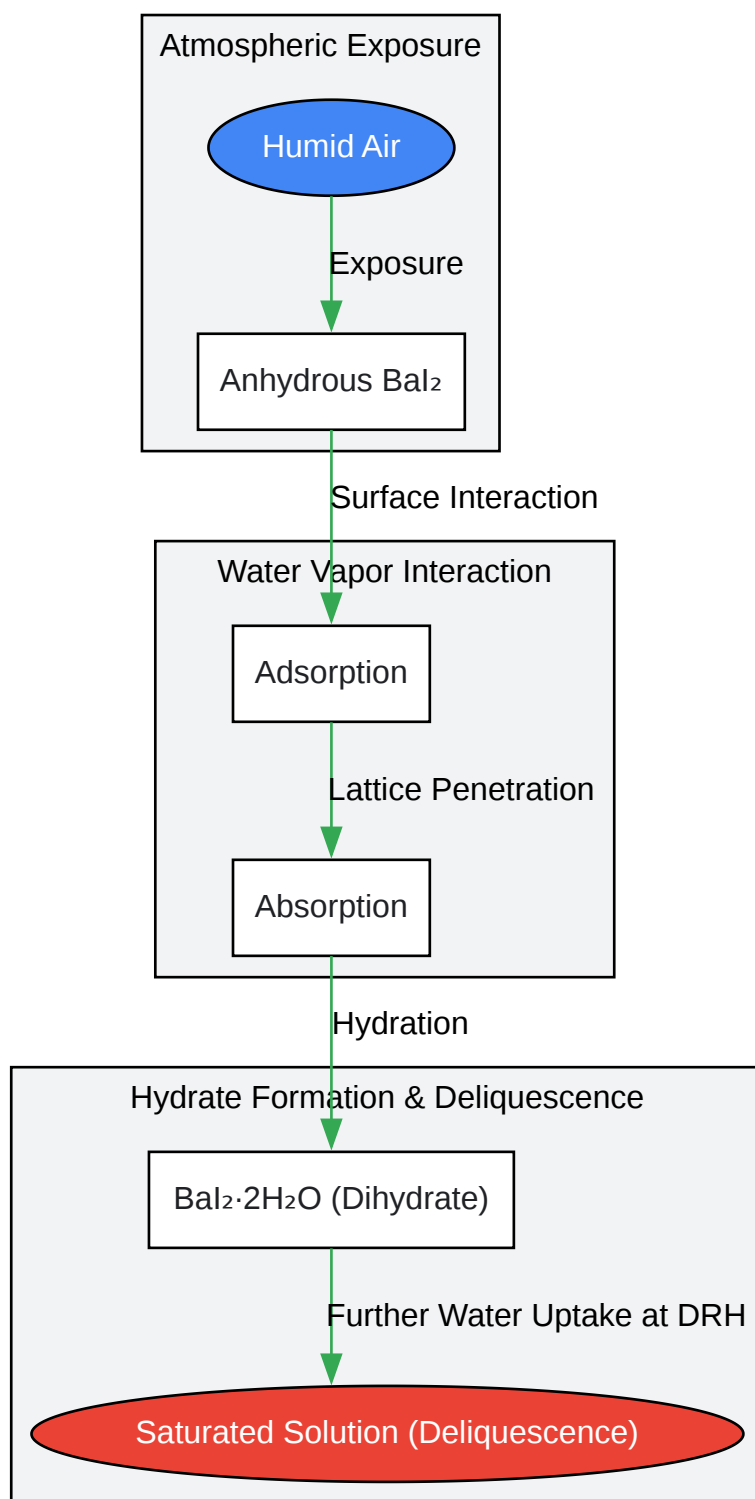 Atmospheric Exposure
Humid Air
Exposure
Anhydrous BaI₂
Surface Interaction
Water Vapor Interaction
Adsorption
Lattice Penetration
Absorption
Hydration
Hydrate Formation & Deliquescence
BaI₂·2H₂O (Dihydrate)
Further Water Uptake at DRH
Saturated Solution (Deliquescence)